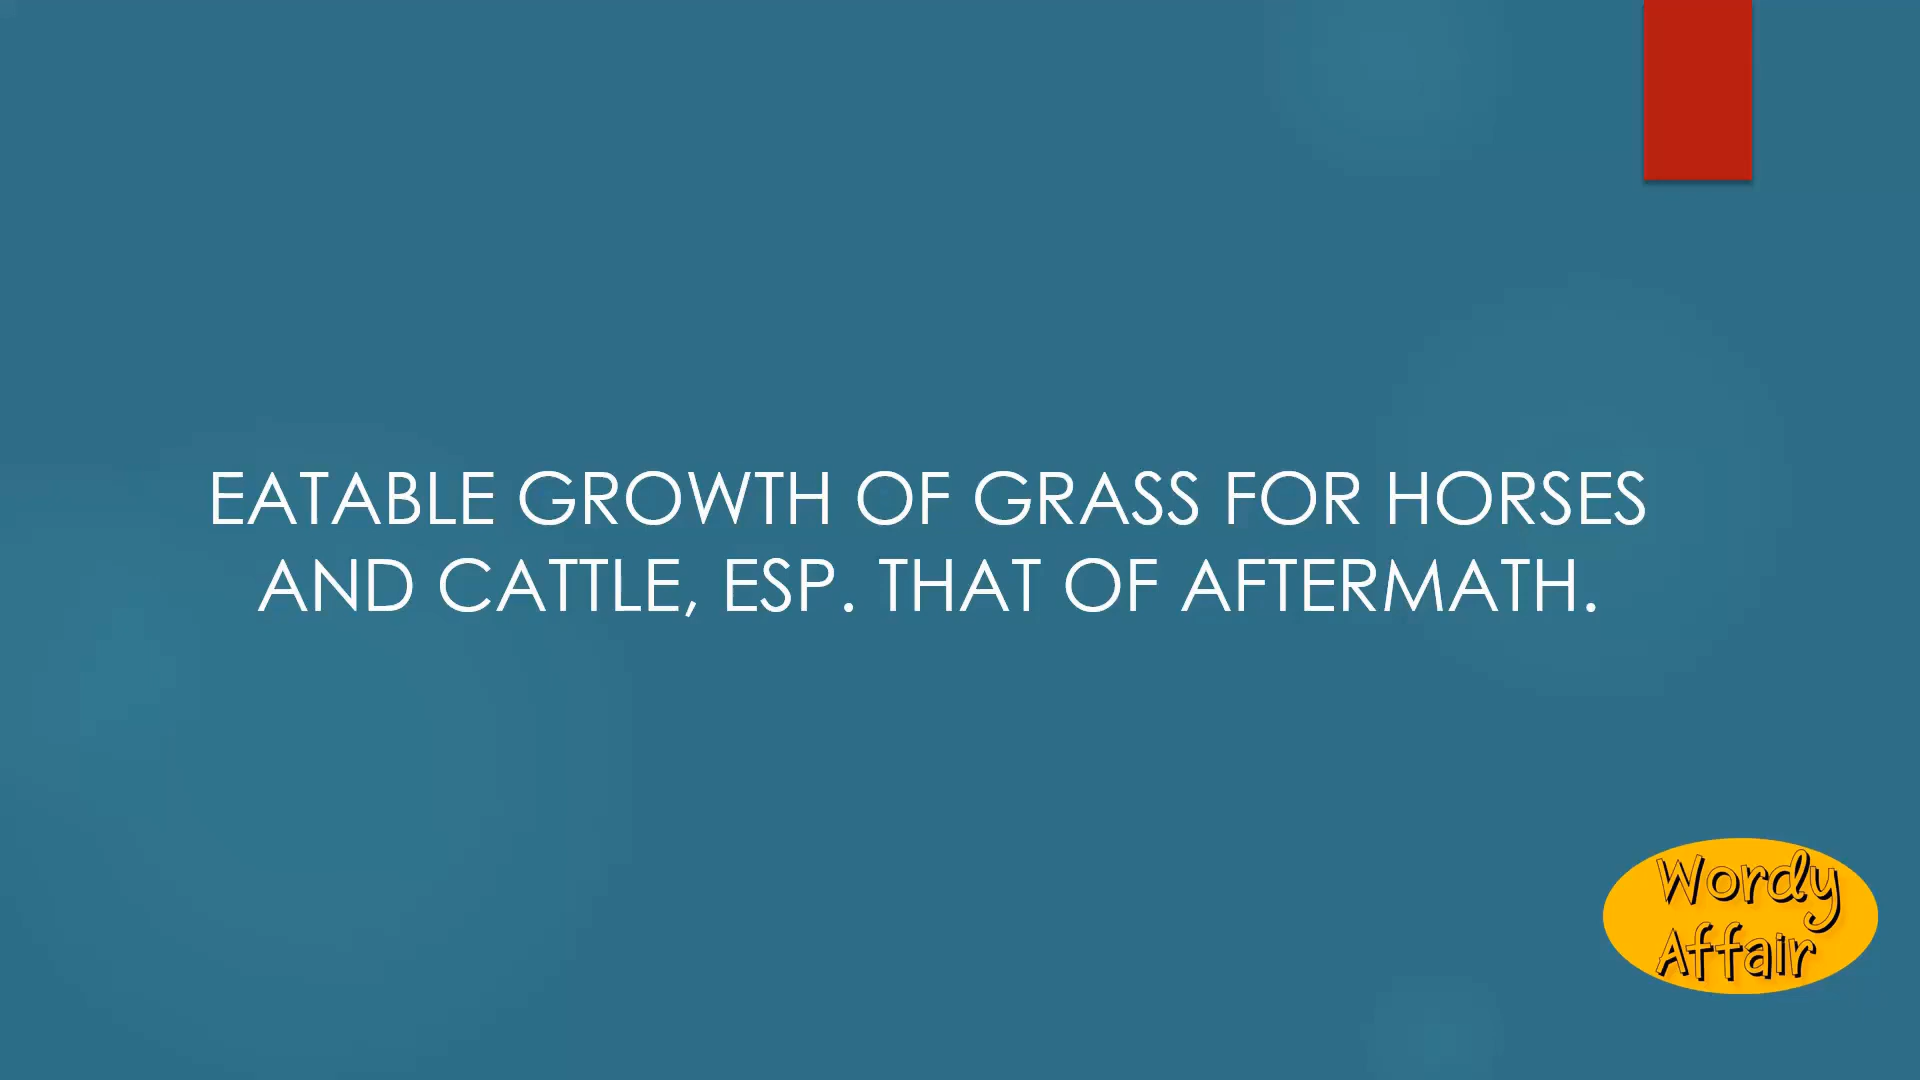 EATABLE GROWTH OF GRASS FOR HORSES
AND CATTLE, ESP. THAT OF AFTERMATH.
Wordy
Affair